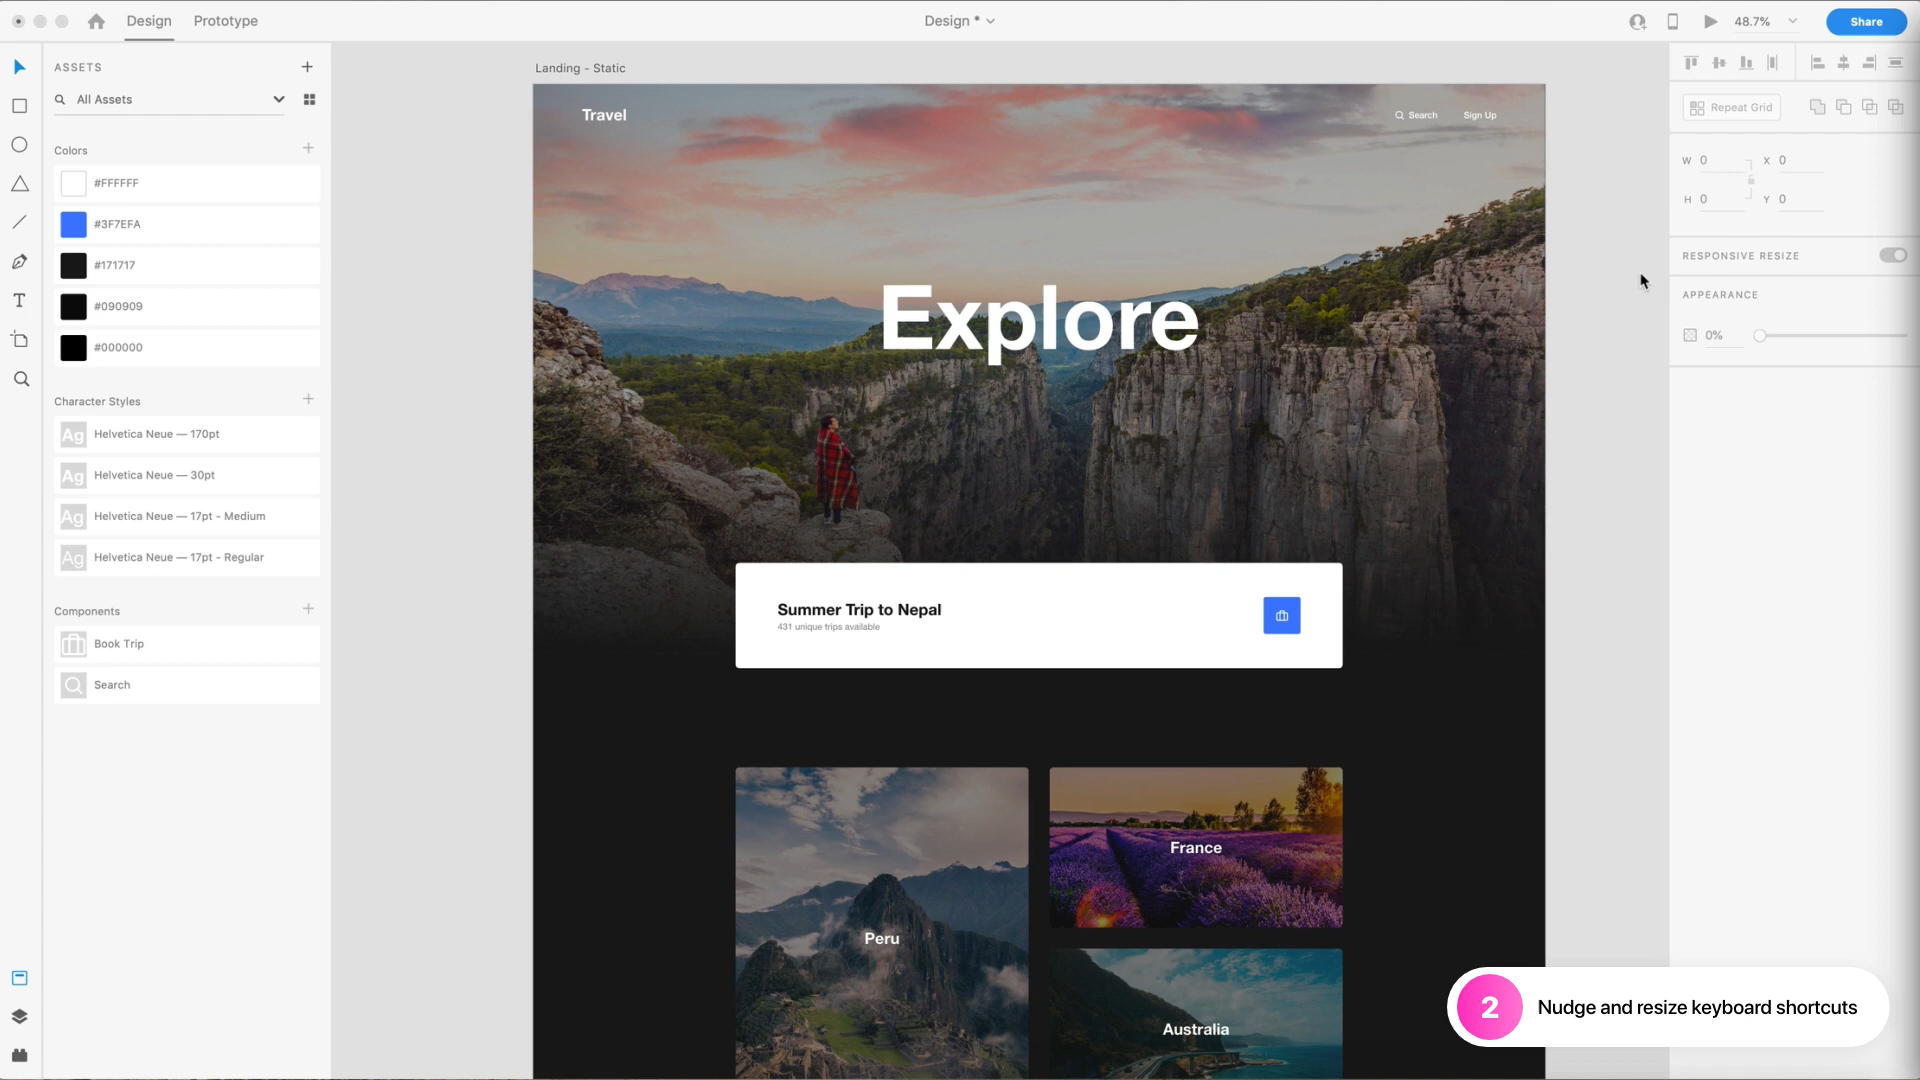 Design
Prototype
Design *
48.7%
Share
ASSETS
All Assets
Colors
#FFFFFF
#3F7EFA
#171717
#090909
#000000
Character Styles
Ag Helvetica Neue — 170pt
Ag Helvetica Neue — 30pt
Ag Helvetica Neue — 17pt - Medium
Ag Helvetica Neue — 17pt - Regular
Components
Book Trip
Search
T
Landing - Static
Travel
Search
Sign Up
Explore
Summer Trip to Nepal
431 unique trips available
Peru
France
Australia
Repeat Grid
W 0 X 0
H 0 Y 0
RESPONSIVE RESIZE
APPEARANCE
0%
2 Nudge and resize keyboard shortcuts